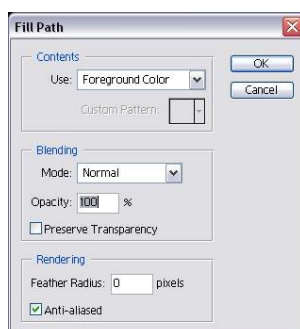 Fill Path
Contents
Use: Foreground Color
Custom Pattern:
OK
Cancel
Blending
Mode: Normal
Opacity: 100 %
Preserve Transparency
Rendering
Feather Radius: 0 pixels
Anti-aliased